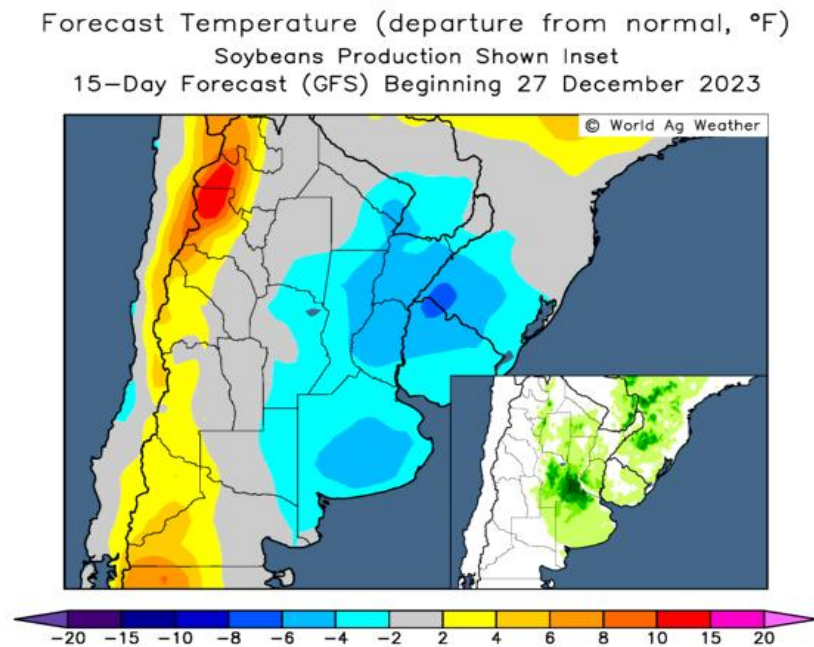 Forecast Temperature (departure from normal, °F)
Soybeans Production Shown Inset
15-Day Forecast (GFS) Beginning 27 December 2023
© World Ag Weather
-20 -15 -10 -8 -6 -4 -2 2 4 6 8 10 15 20